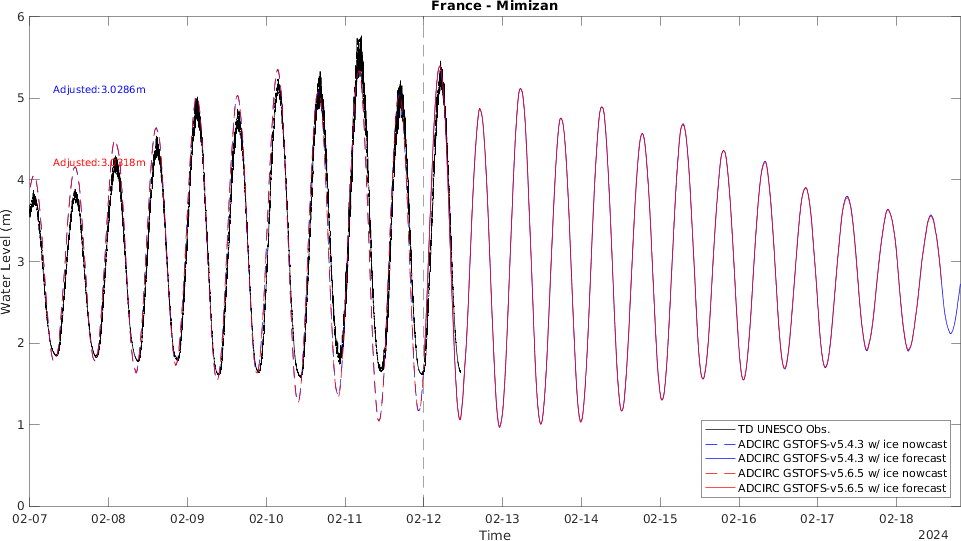 France - Mimizan
6
5
4
3
2
1
0
Water Level (m)
Adjusted:3.0286m
Adjusted:3.0318m
TD UNESCO Obs.
ADCIRC GSTOFS-v5.4.3 w/ ice nowcast
ADCIRC GSTOFS-v5.4.3 w/ ice forecast
ADCIRC GSTOFS-v5.6.5 w/ ice nowcast
ADCIRC GSTOFS-v5.6.5 w/ ice forecast
02-07 02-08 02-09 02-10 02-11 02-12 02-13 02-14 02-15 02-16 02-17 02-18
Time
2024